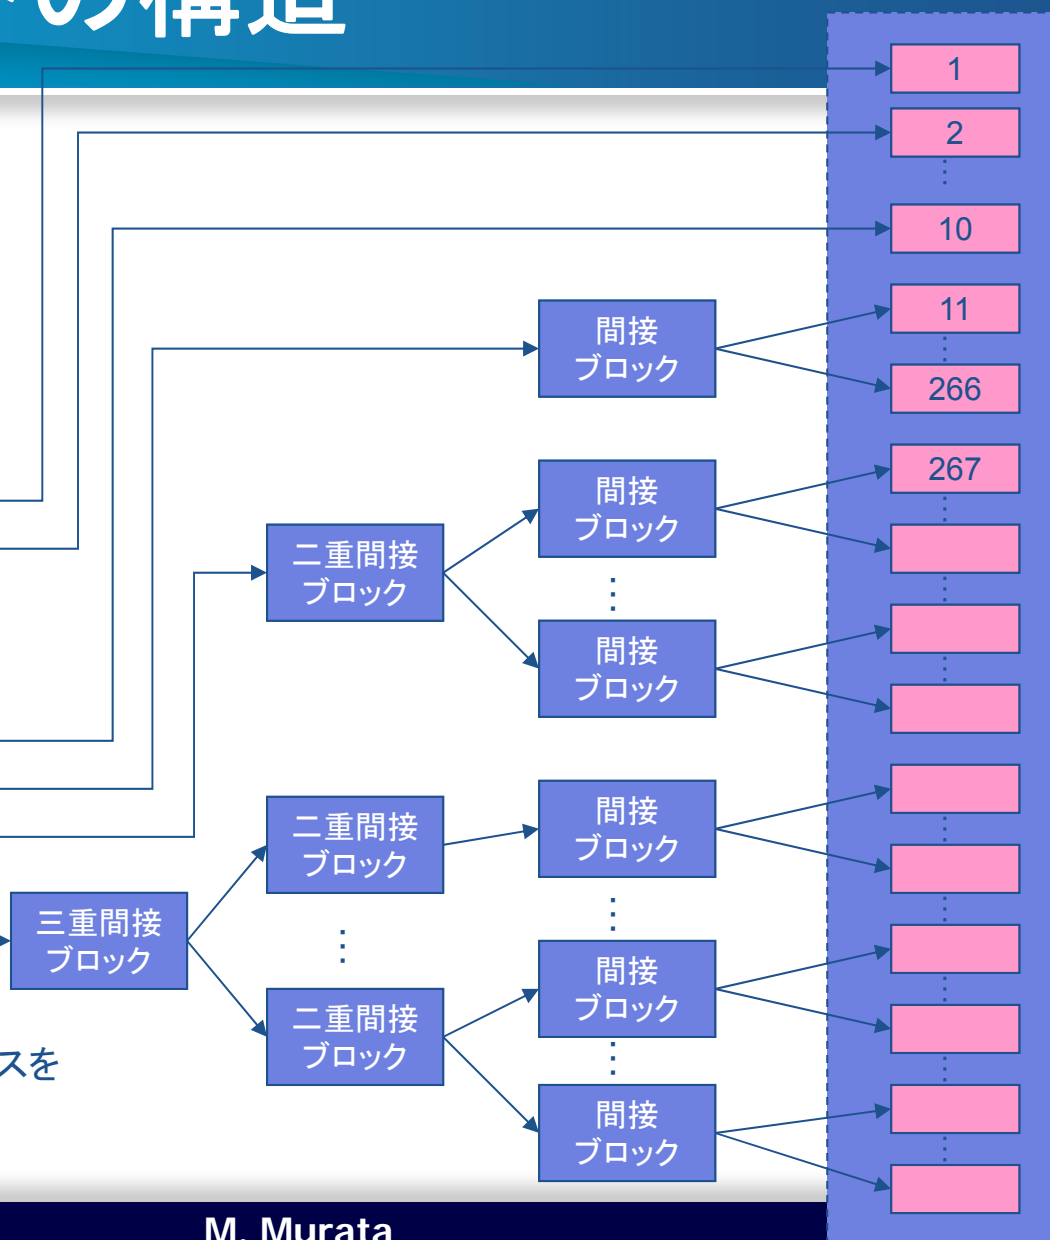 の構造
1
2
10
11
266
267
間接
ブロック
間接
ブロック
二重間接
ブロック
間接
ブロック
二重間接
ブロック
間接
ブロック
三重間接
ブロック
間接
ブロック
二重間接
ブロック
間接
ブロック
スを
M. Murata